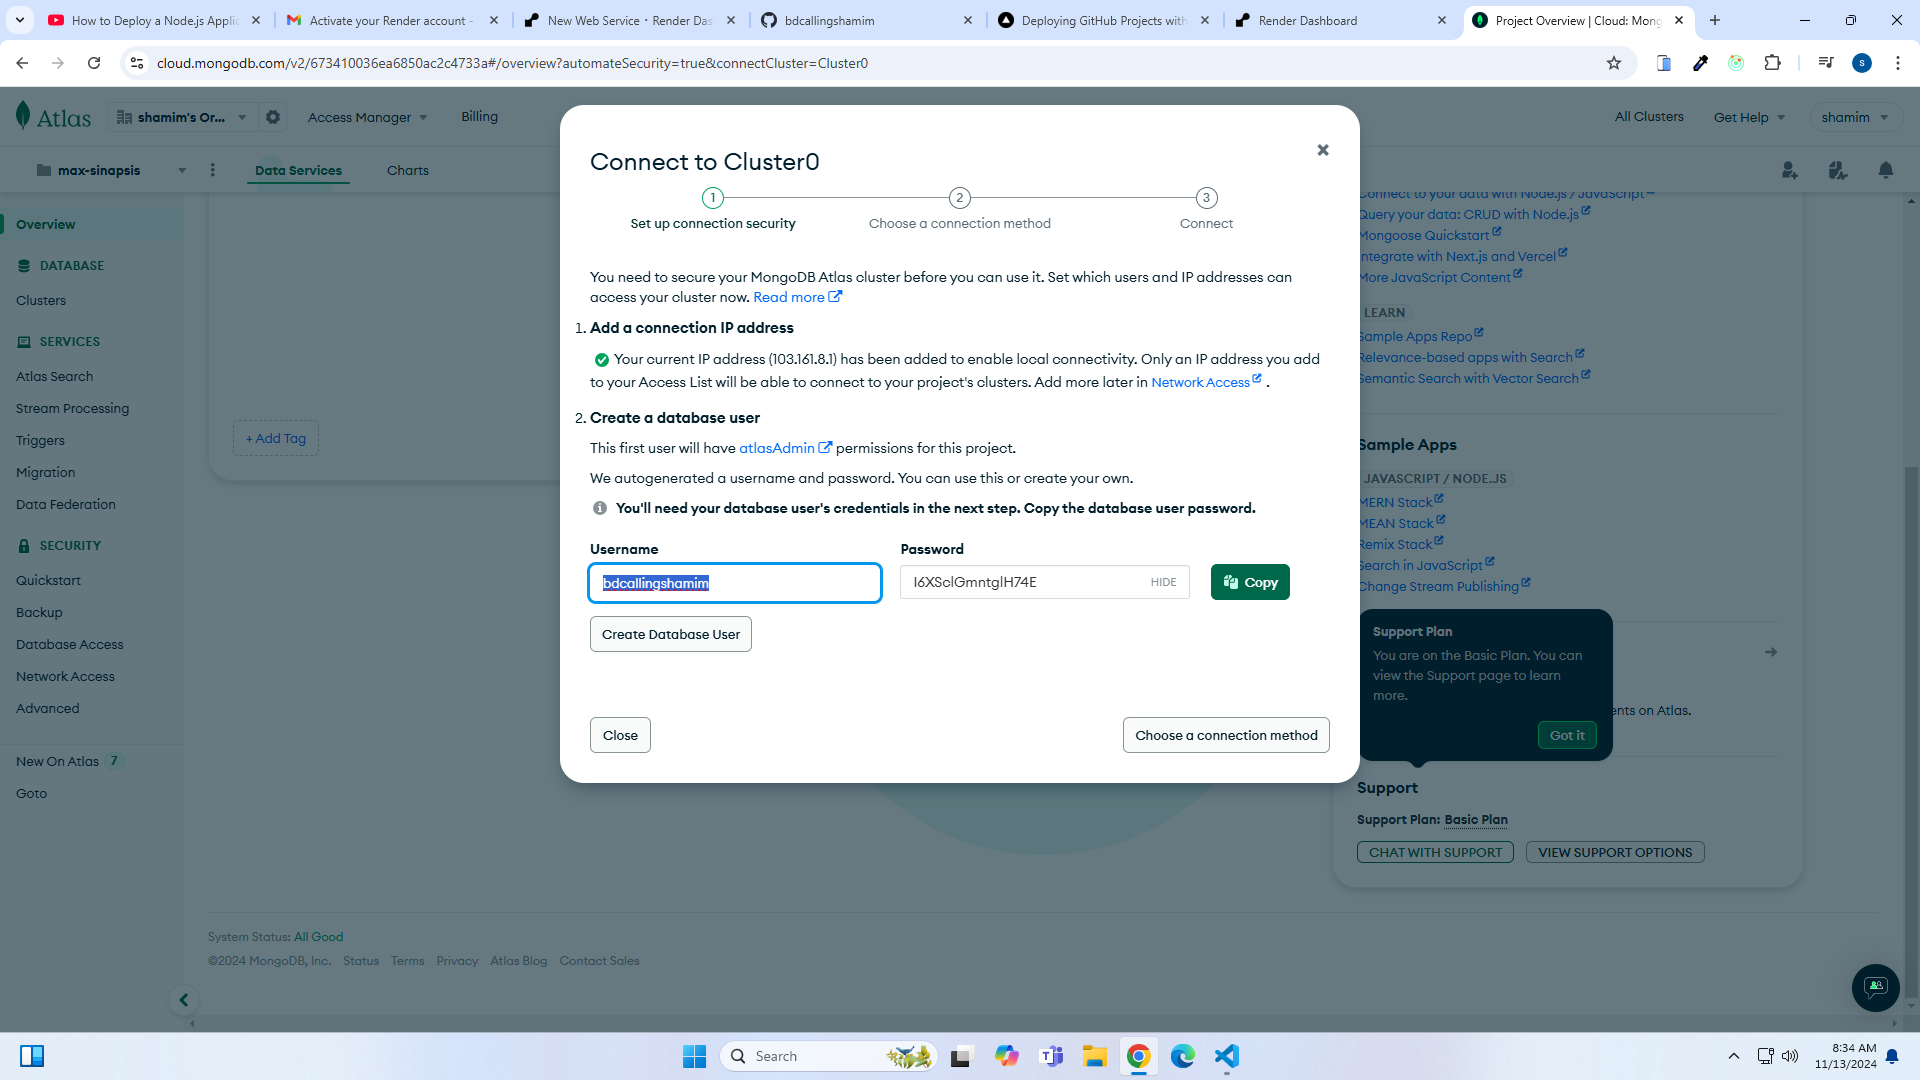 How to Deploy a Node.js Applic
Activate your Render account -
New Web Service・Render Das
bdcallingshamim
Deploying GitHub Projects with
Render Dashboard
Project Overview | Cloud: Mong
cloud.mongodb.com/v2/673410036ea6850ac2c4733a#/overview?automateSecurity=true&connectCluster=Cluster0
S
Atlas
shamim's Or...
Access Manager
Billing
All Clusters
Get Help
shamim
max-sinapsis
Data Services
Charts
Overview
DATABASE
Clusters
SERVICES
Atlas Search
Stream Processing
Triggers
Migration
Data Federation
SECURITY
Quickstart
Backup
Database Access
Network Access
Advanced
New On Atlas 7
Goto
+ Add Tag
Connect to Cluster0
1
2
3
Set up connection security
Choose a connection method
Connect
You need to secure your MongoDB Atlas cluster before you can use it. Set which users and IP addresses can
access your cluster now. Read more
1. Add a connection IP address
Your current IP address (103.161.8.1) has been added to enable local connectivity. Only an IP address you add
to your Access List will be able to connect to your project's clusters. Add more later in Network Access .
2. Create a database user
This first user will have atlasAdmin permissions for this project.
We autogenerated a username and password. You can use this or create your own.
You'll need your database user's credentials in the next step. Copy the database user password.
Username
Password
bdcallingshamim
HIDE
Copy
Create Database User
Close
Choose a connection method
Connect to your data with Node.js / JavaScript
Query your data: CRUD with Node.js
Mongoose Quickstart
Integrate with Next.js and Vercel
More JavaScript Content
LEARN
Sample Apps Repo
Relevance-based apps with Search
Semantic Search with Vector Search
Sample Apps
JAVASCRIPT / NODE.JS
MERN Stack
MEAN Stack
Remix Stack
Search in JavaScript
Change Stream Publishing
Support Plan
You are on the Basic Plan. You can
view the Support page to learn
more.
ents on Atlas.
Got it
Support
Support Plan: Basic Plan
CHAT WITH SUPPORT
VIEW SUPPORT OPTIONS
System Status: All Good
©2024 MongoDB, Inc. Status Terms Privacy Atlas Blog Contact Sales
Search
8:34 AM
11/13/2024